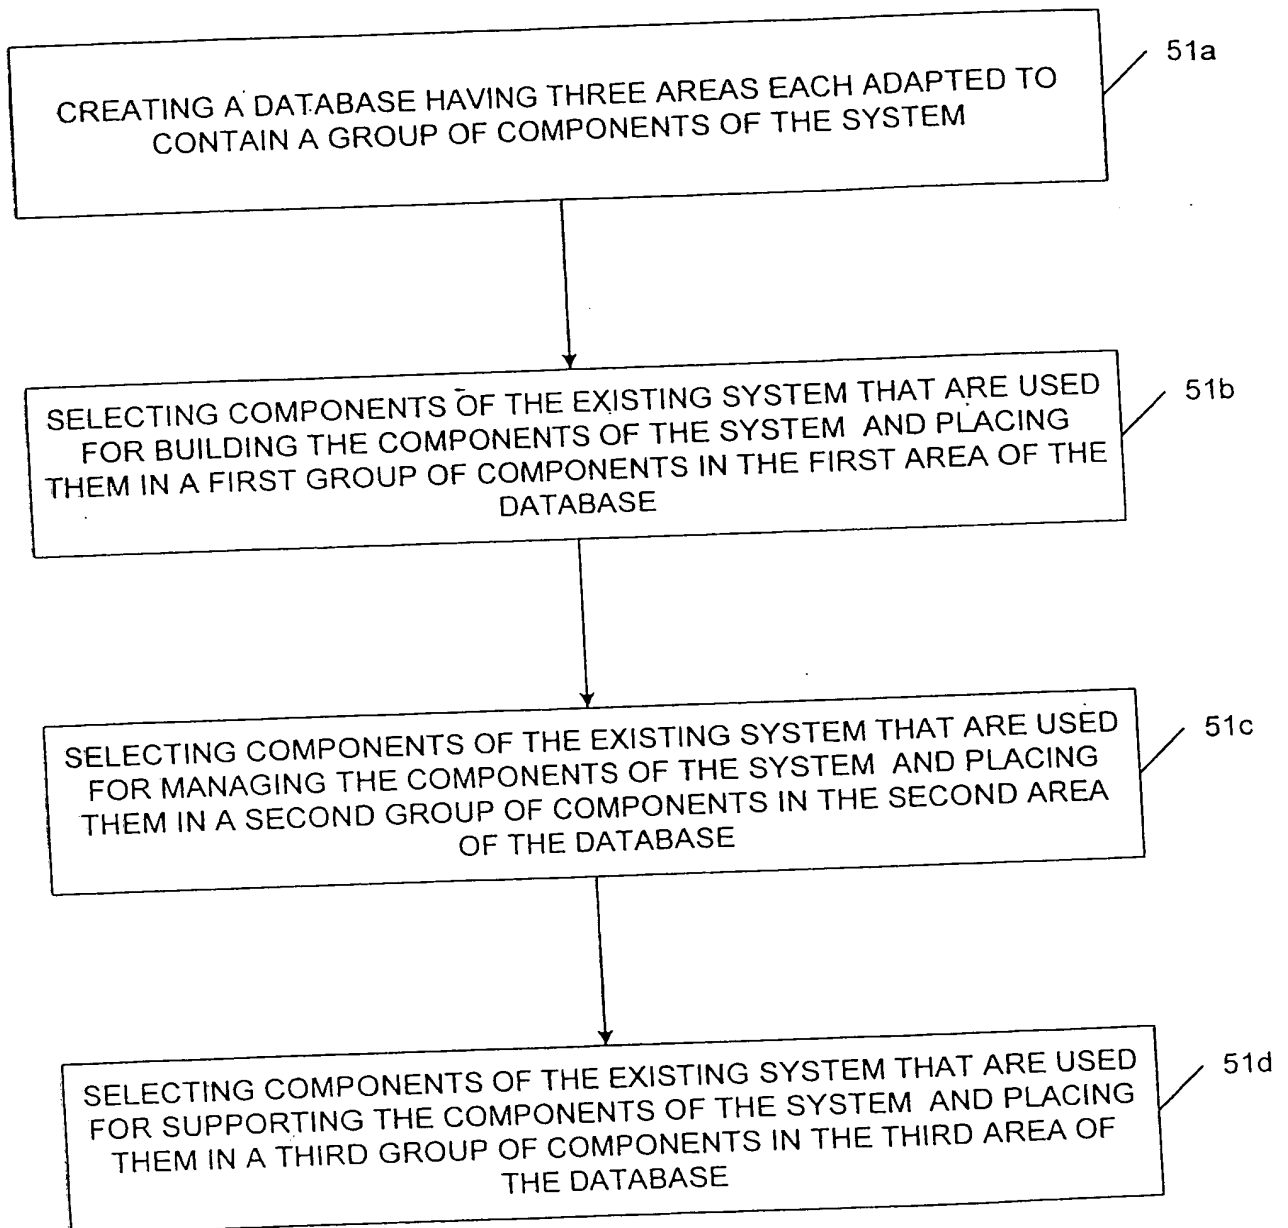 CREATING A DATABASE HAVING THREE AREAS EACH ADAPTED TO
CONTAIN A GROUP OF COMPONENTS OF THE SYSTEM
51a
SELECTING COMPONENTS OF THE EXISTING SYSTEM THAT ARE USED
FOR BUILDING THE COMPONENTS OF THE SYSTEM AND PLACING
THEM IN A FIRST GROUP OF COMPONENTS IN THE FIRST AREA OF THE
DATABASE
51b
SELECTING COMPONENTS OF THE EXISTING SYSTEM THAT ARE USED
FOR MANAGING THE COMPONENTS OF THE SYSTEM AND PLACING
THEM IN A SECOND GROUP OF COMPONENTS IN THE SECOND AREA
OF THE DATABASE
51c
SELECTING COMPONENTS OF THE EXISTING SYSTEM THAT ARE USED
FOR SUPPORTING THE COMPONENTS OF THE SYSTEM AND PLACING
THEM IN A THIRD GROUP OF COMPONENTS IN THE THIRD AREA OF
THE DATABASE
51d